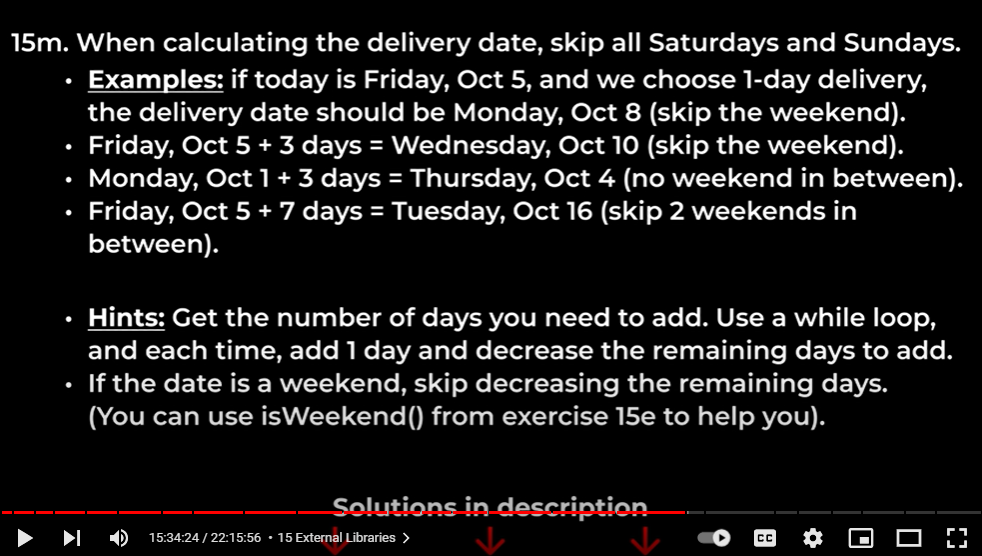 15m. When calculating the delivery date, skip all Saturdays and Sundays.
• Examples: if today is Friday, Oct 5, and we choose 1-day delivery,
the delivery date should be Monday, Oct 8 (skip the weekend).
• Friday, Oct 5 + 3 days = Wednesday, Oct 10 (skip the weekend).
• Monday, Oct 1 + 3 days = Thursday, Oct 4 (no weekend in between).
• Friday, Oct 5 + 7 days = Tuesday, Oct 16 (skip 2 weekends in
between).
• Hints: Get the number of days you need to add. Use a while loop,
and each time, add 1 day and decrease the remaining days to add.
• If the date is a weekend, skip decreasing the remaining days.
(You can use isWeekend() from exercise 15e to help you).
Solutions in description
15:34:24 / 22:15:56 • 15 External Libraries
CC